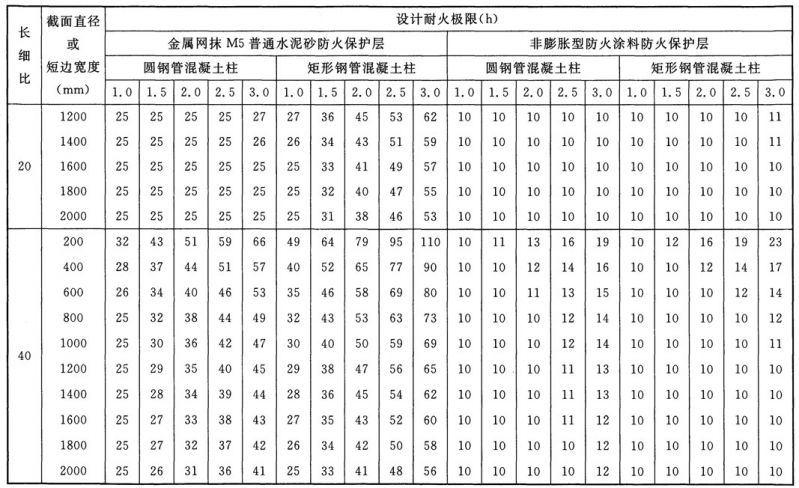 长细比 截面直径或短边宽度(mm) 设计耐火极限(h)
金属网抹 M5 普通水泥砂浆防火保护层 非膨胀型防火涂料防火保护层
圆钢管混凝土柱 矩形钢管混凝土柱 圆钢管混凝土柱 矩形钢管混凝土柱
1.0 1.5 2.0 2.5 3.0 1.0 1.5 2.0 2.5 3.0 1.0 1.5 2.0 2.5 3.0 1.0 1.5 2.0 2.5 3.0
20
1200 25 25 25 25 27 27 36 45 53 62 10 10 10 10 10 10 10 10 10 11
1400 25 25 25 25 26 26 34 43 51 59 10 10 10 10 10 10 10 10 10 11
1600 25 25 25 25 25 25 33 41 49 57 10 10 10 10 10 10 10 10 10 10
1800 25 25 25 25 25 25 32 40 47 55 10 10 10 10 10 10 10 10 10 10
2000 25 25 25 25 25 25 31 38 46 53 10 10 10 10 10 10 10 10 10 10
40
200 32 43 51 59 66 49 64 79 95 110 10 11 13 16 19 10 12 16 19 23
400 28 37 44 51 57 40 52 65 77 90 10 10 12 14 16 10 10 12 14 17
600 26 34 40 46 53 35 46 58 69 80 10 10 11 13 15 10 10 10 12 14
800 25 32 38 44 49 32 43 53 63 73 10 10 10 12 14 10 10 10 10 12
1000 25 30 36 42 47 30 40 50 59 69 10 10 10 12 14 10 10 10 10 11
1200 25 29 35 40 45 29 38 47 56 65 10 10 10 11 13 10 10 10 10 10
1400 25 28 34 39 44 28 36 45 54 62 10 10 10 11 13 10 10 10 10 10
1600 25 27 33 38 43 27 35 43 52 60 10 10 10 11 12 10 10 10 10 10
1800 25 27 32 37 42 26 34 42 50 58 10 10 10 10 12 10 10 10 10 10
2000 25 26 31 36 41 25 33 41 48 56 10 10 10 10 12 10 10 10 10 10